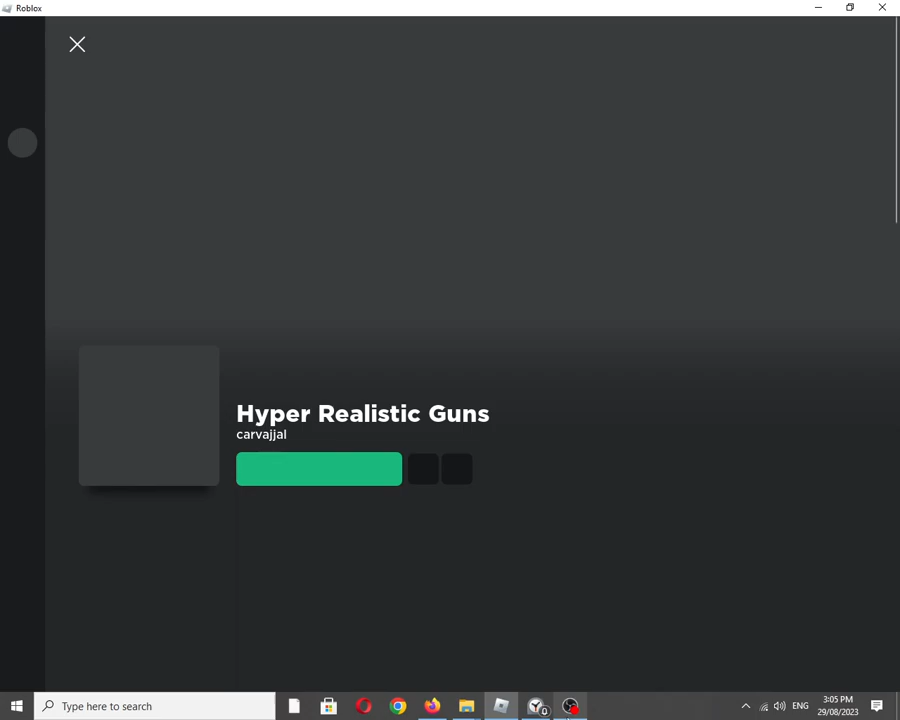 Roblox
Hyper Realistic Guns
carvajjal
Type here to search
ENG
3:05 PM
29/08/2023